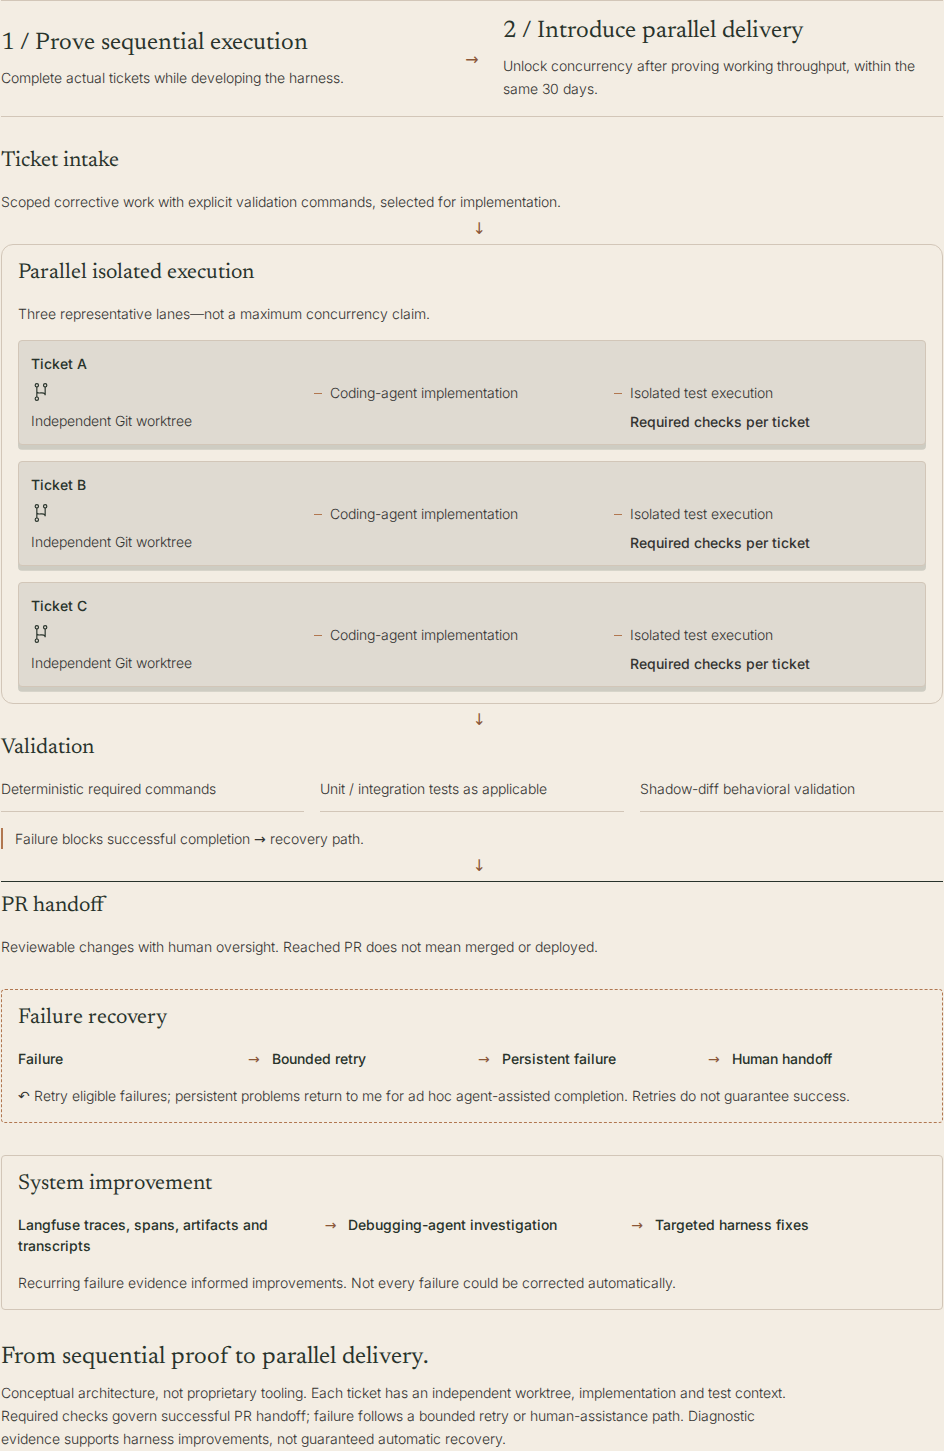 1 / Prove sequential execution
Complete actual tickets while developing the harness.
→
2 / Introduce parallel delivery
Unlock concurrency after proving working throughput, within the
same 30 days.
Ticket intake
Scoped corrective work with explicit validation commands, selected for implementation.
↓
Parallel isolated execution
Three representative lanes—not a maximum concurrency claim.
Ticket A
Independent Git worktree
– Coding-agent implementation
– Isolated test execution
Required checks per ticket
Ticket B
Independent Git worktree
– Coding-agent implementation
– Isolated test execution
Required checks per ticket
Ticket C
Independent Git worktree
– Coding-agent implementation
– Isolated test execution
Required checks per ticket
↓
Validation
Deterministic required commands
Unit / integration tests as applicable
Shadow-diff behavioral validation
Failure blocks successful completion → recovery path.
↓
PR handoff
Reviewable changes with human oversight. Reached PR does not mean merged or deployed.
Failure recovery
Failure → Bounded retry → Persistent failure → Human handoff
↶ Retry eligible failures; persistent problems return to me for ad hoc agent-assisted completion. Retries do not guarantee success.
System improvement
Langfuse traces, spans, artifacts and
transcripts
→ Debugging-agent investigation
→ Targeted harness fixes
Recurring failure evidence informed improvements. Not every failure could be corrected automatically.
From sequential proof to parallel delivery.
Conceptual architecture, not proprietary tooling. Each ticket has an independent worktree, implementation and test context.
Required checks govern successful PR handoff; failure follows a bounded retry or human-assistance path. Diagnostic
evidence supports harness improvements, not guaranteed automatic recovery.